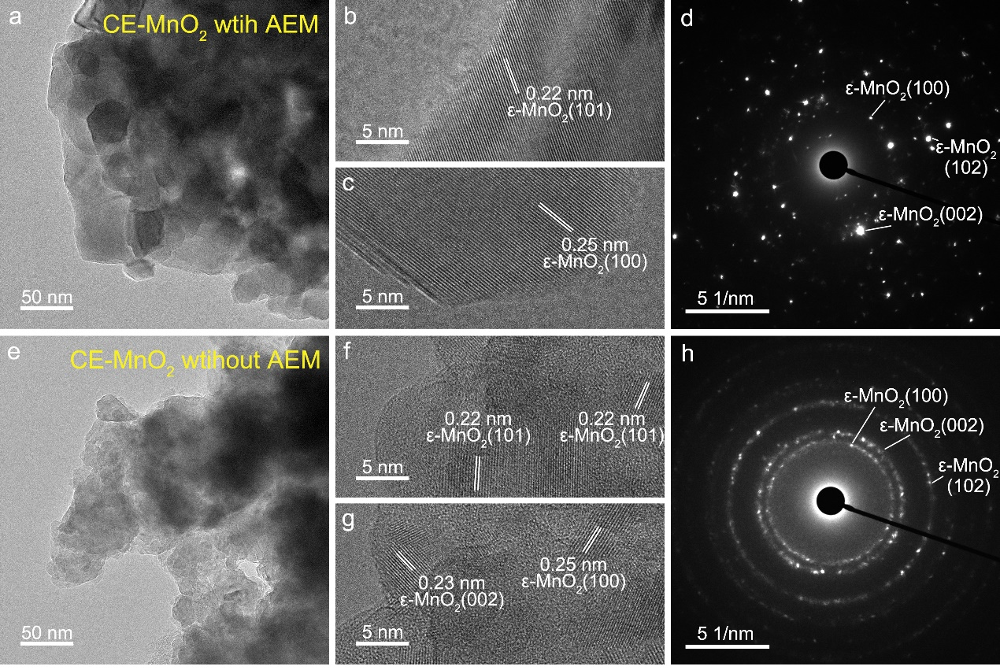 a
CE-MnO₂ wtih AEM
50 nm
b
0.22 nm
ε-MnO₂(101)
5 nm
c
0.25 nm
ε-MnO₂(100)
5 nm
d
ε-MnO₂(100)
ε-MnO₂
(102)
ε-MnO₂(002)
5 1/nm
e
CE-MnO₂ wtihout AEM
50 nm
f
0.22 nm
ε-MnO₂(101)
0.22 nm
ε-MnO₂(101)
5 nm
g
0.23 nm
ε-MnO₂(002)
0.25 nm
ε-MnO₂(100)
5 nm
h
ε-MnO₂(100)
ε-MnO₂(002)
ε-MnO₂
(102)
5 1/nm